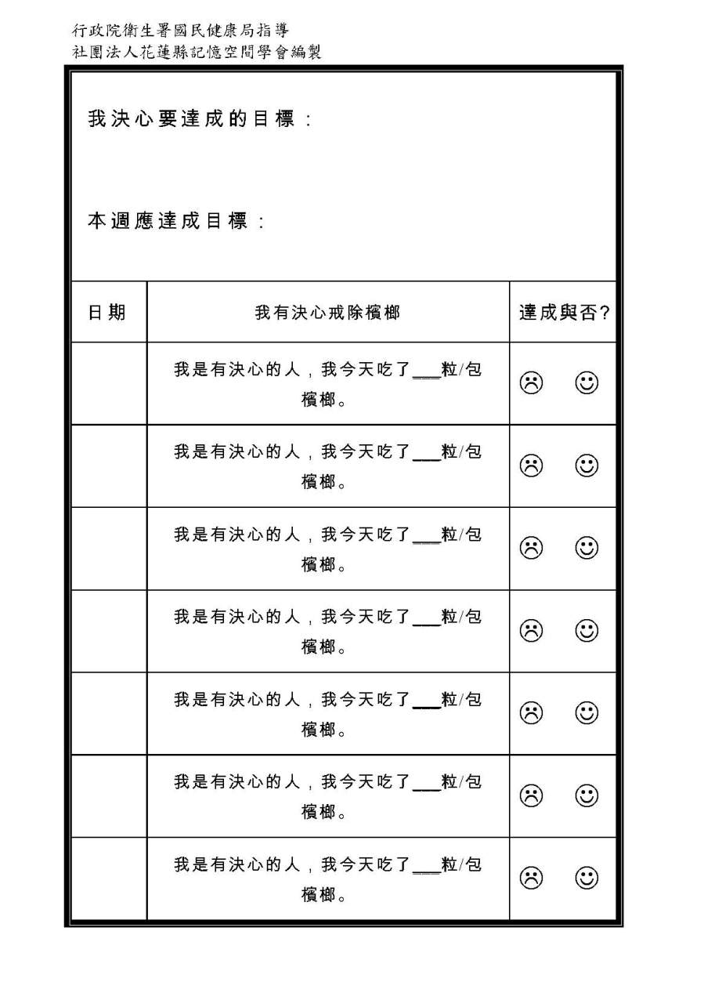 行政院衛生署國民健康局指導
社團法人花蓮縣記憶空間學會編製
我決心要達成的目標：
本週應達成目標：
日期 我有決心戒除檳榔 達成與否?
我是有決心的人，我今天吃了___粒/包
檳榔。
我是有決心的人，我今天吃了___粒/包
檳榔。
我是有決心的人，我今天吃了___粒/包
檳榔。
我是有決心的人，我今天吃了___粒/包
檳榔。
我是有決心的人，我今天吃了___粒/包
檳榔。
我是有決心的人，我今天吃了___粒/包
檳榔。
我是有決心的人，我今天吃了___粒/包
檳榔。